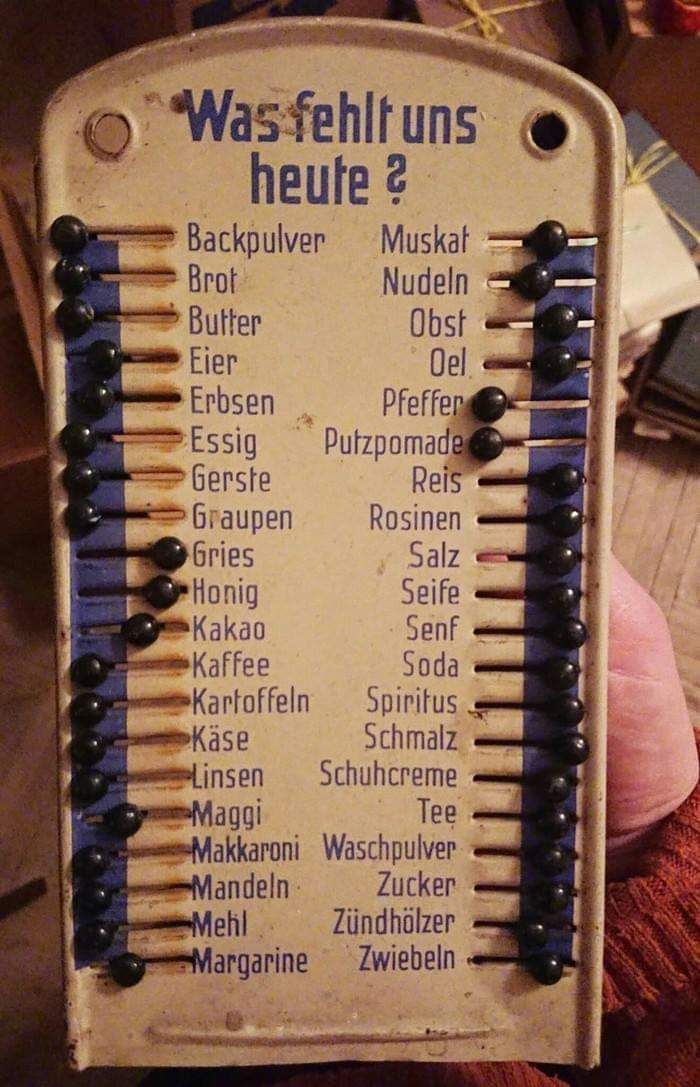 Was fehlt uns
heute?
Backpulver Muskat
Brot Nudeln
Butter Obst
Eier Oel
Erbsen Pfeffer
Essig Putzpomade
Gerste Reis
Graupen Rosinen
Gries Salz
Honig Seife
Kakao Senf
Kaffee Soda
Kartoffeln Spiritus
Käse Schmalz
Linsen Schuhcreme
Maggi Tee
Makkaroni Waschpulver
Mandeln Zucker
Mehl Zündhölzer
Margarine Zwiebeln